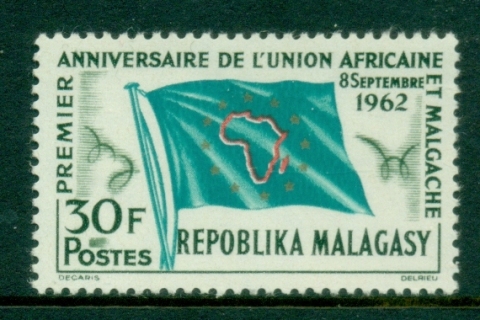 PREMIER ANNIVERSAIRE DE L'UNION AFRICAINE ET MALGACHE
8 SEPTEMBRE
1962
30F
POSTES
REPOBLIKA MALAGASY
DECARIS
DELRIEU